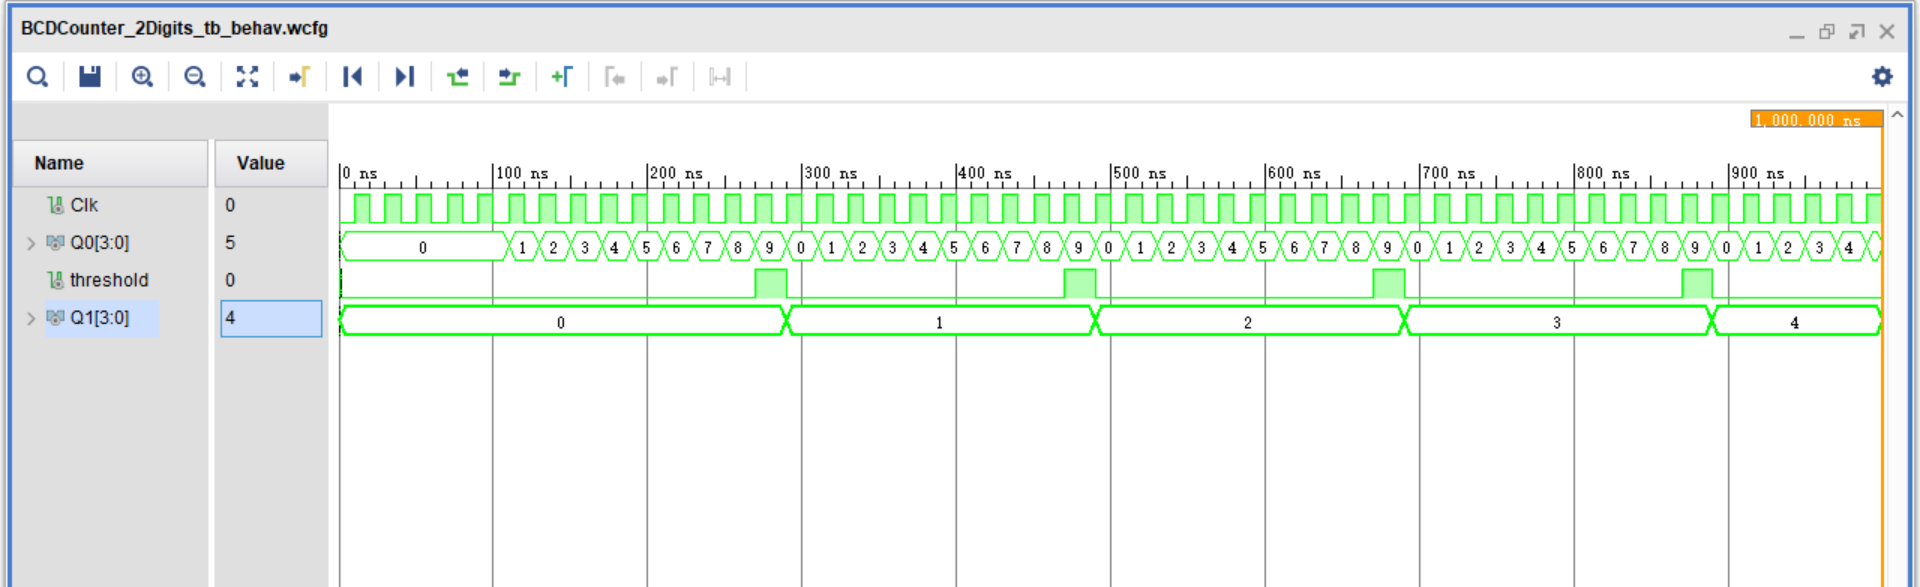 BCDCounter_2Digits_tb_behav.wcfg
1,000.000 ns
Name Value
0 ns 100 ns 200 ns 300 ns 400 ns 500 ns 600 ns 700 ns 800 ns 900 ns
Clk 0
Q0[3:0] 5 0 1 2 3 4 5 6 7 8 9 0 1 2 3 4 5 6 7 8 9 0 1 2 3 4 5 6 7 8 9 0 1 2 3 4 5 6 7 8 9 0 1 2 3 4
threshold 0
Q1[3:0] 4 0 1 2 3 4